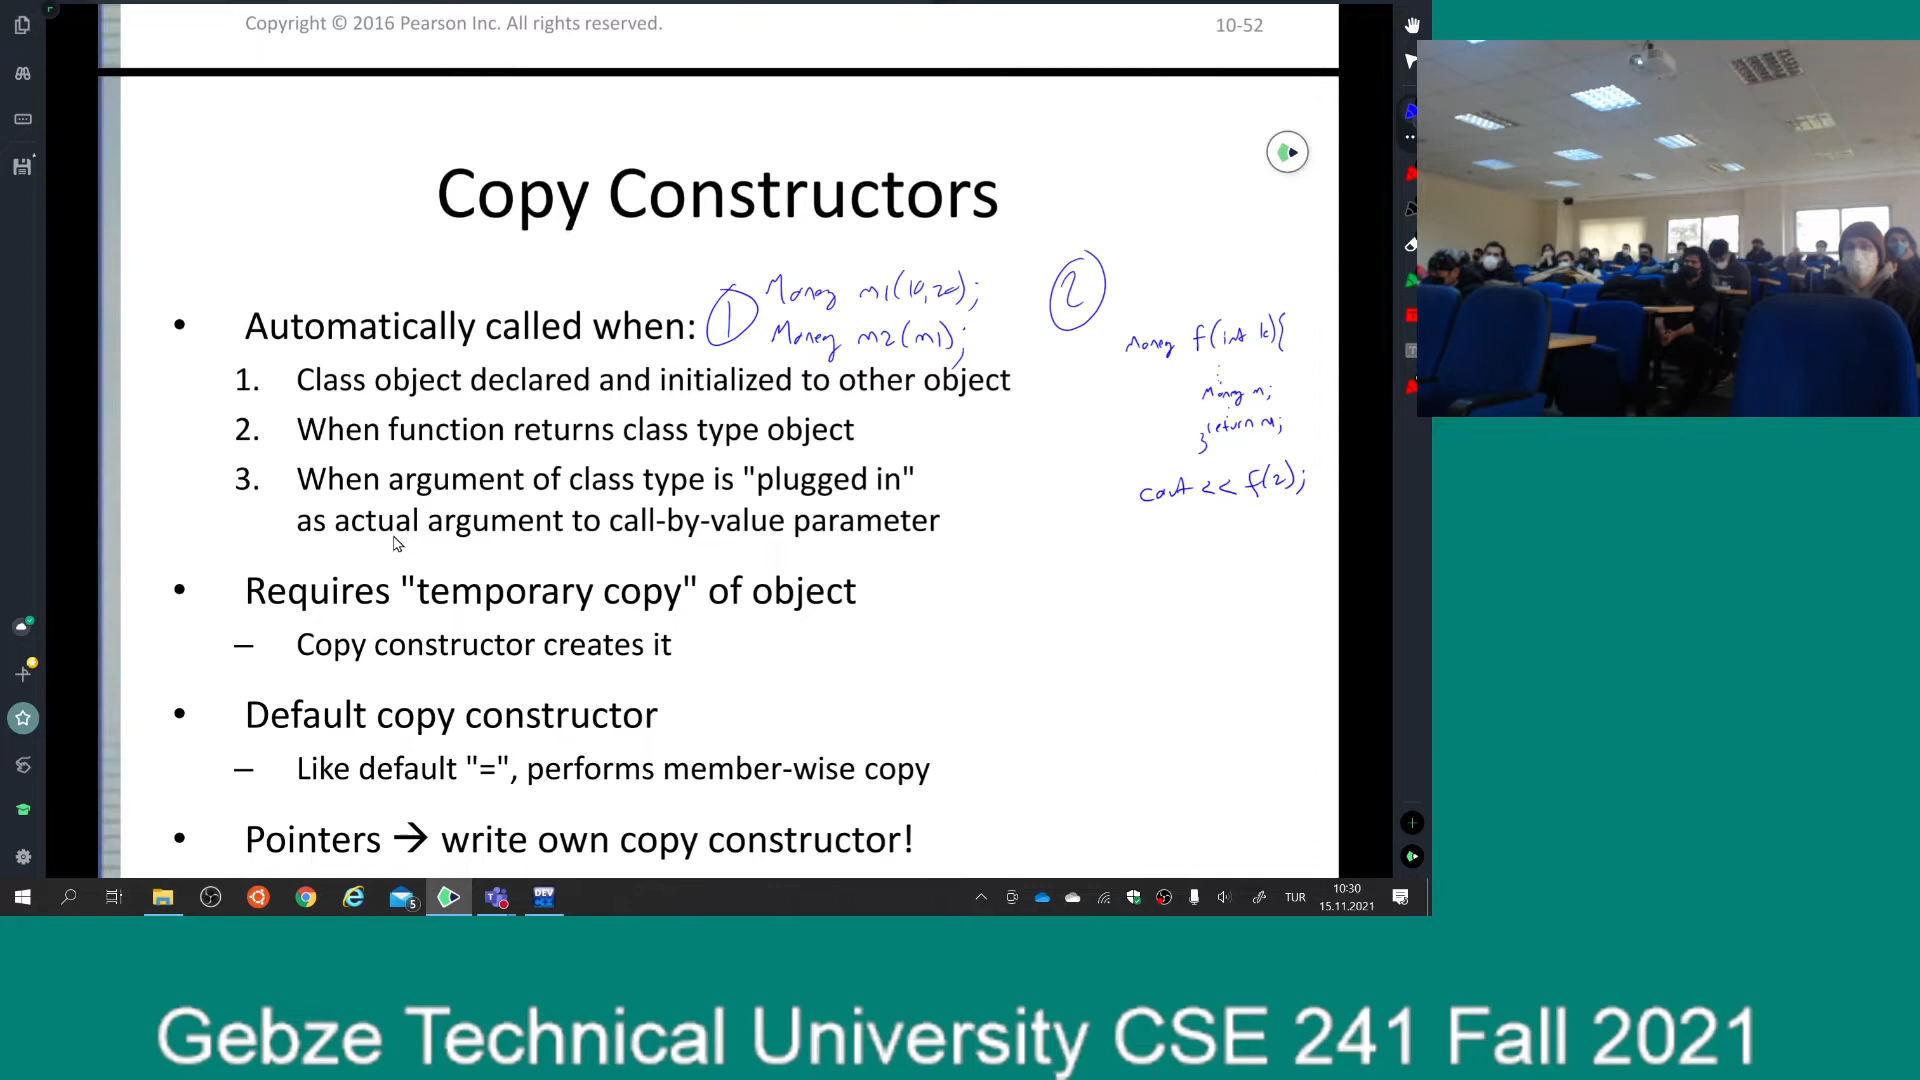 Copyright © 2016 Pearson Inc. All rights reserved.
10-52
Copy Constructors
1
Money m1(10,20);
Money m2(m1);
2
Money f(int k){
Money m;
return m;
}
cout << f(2);
• Automatically called when:
1. Class object declared and initialized to other object
2. When function returns class type object
3. When argument of class type is "plugged in"
as actual argument to call-by-value parameter
• Requires "temporary copy" of object
– Copy constructor creates it
• Default copy constructor
– Like default "=", performs member-wise copy
• Pointers → write own copy constructor!
5
DEV
TUR
10:30
15.11.2021
Gebze Technical University CSE 241 Fall 2021